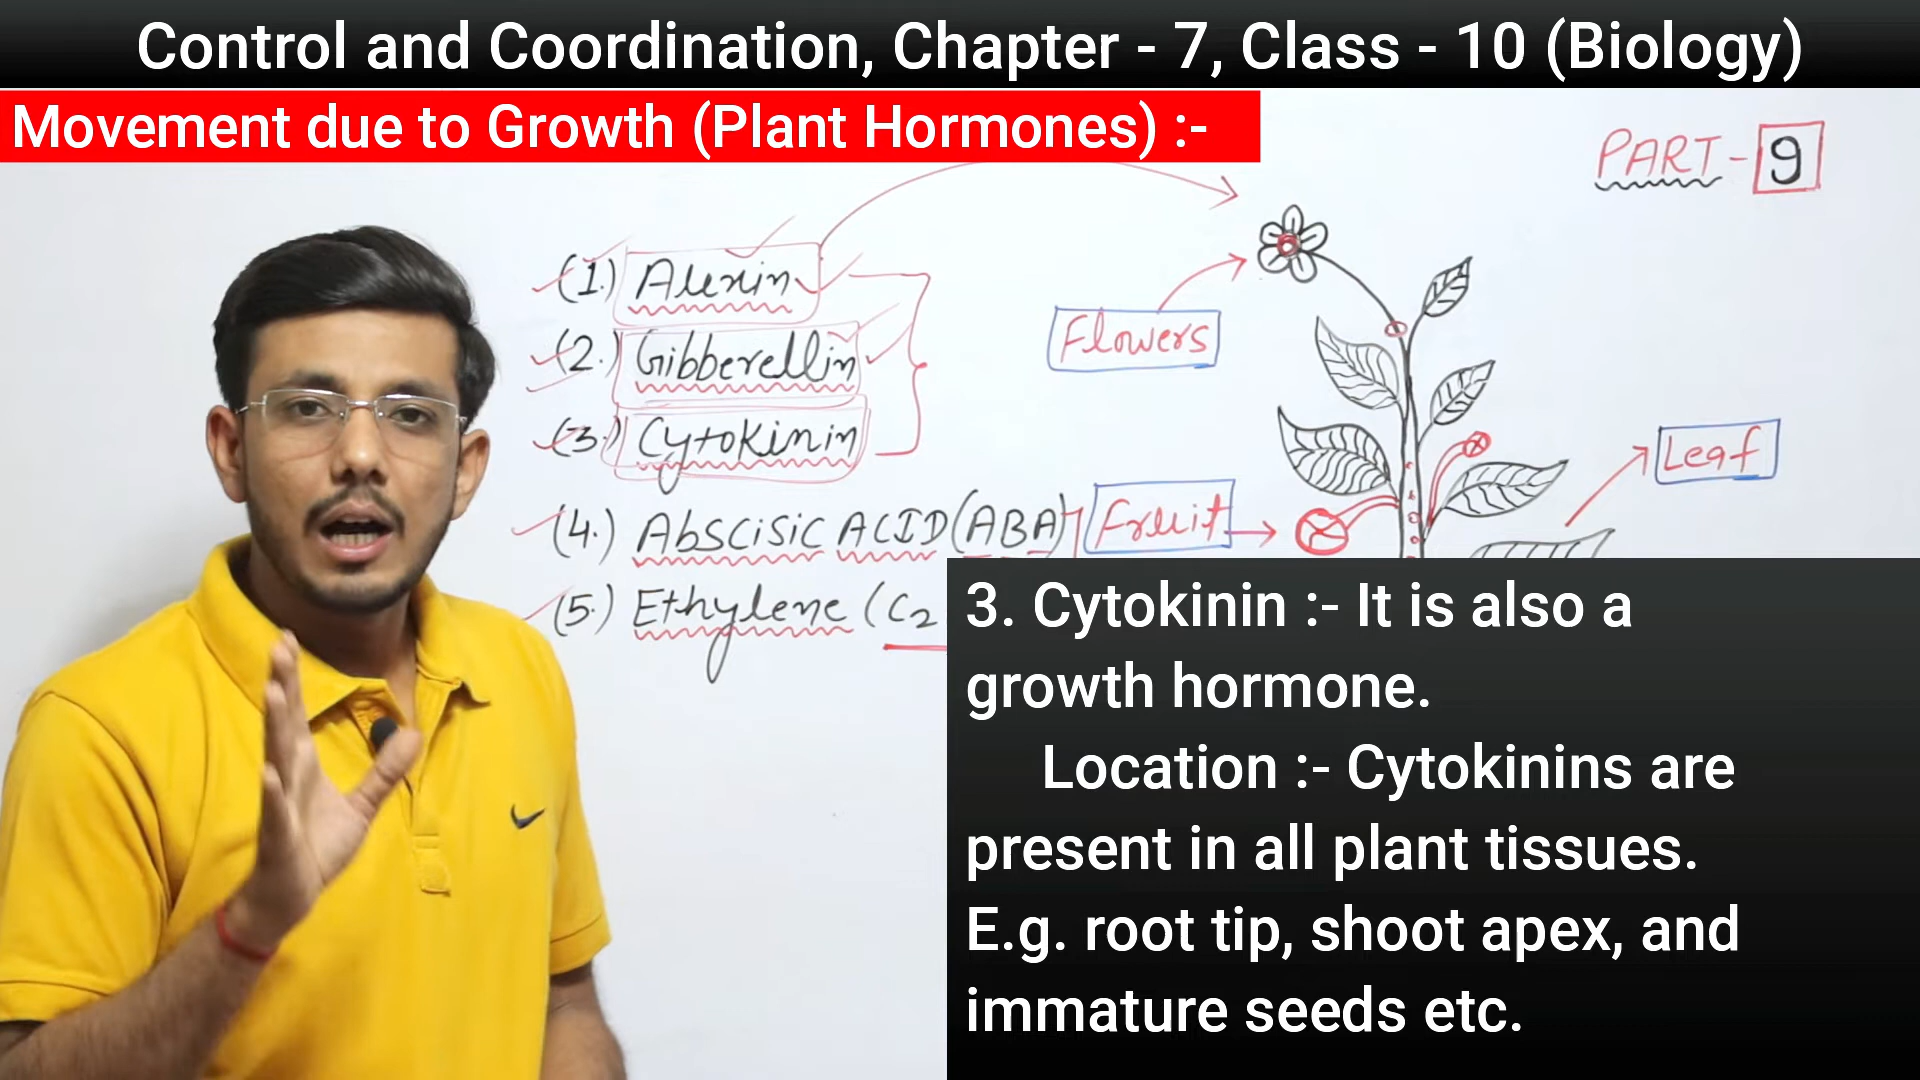 Control and Coordination, Chapter - 7, Class - 10 (Biology)
Movement due to Growth (Plant Hormones) :-
PART - 9
(1.) Auxin
(2.) Gibberellin
(3.) Cytokinin
(4.) Abscisic ACID (ABA)
(5.) Ethylene (C2
Flowers
Leaf
Fruit
3. Cytokinin :- It is also a
growth hormone.
Location :- Cytokinins are
present in all plant tissues.
E.g. root tip, shoot apex, and
immature seeds etc.